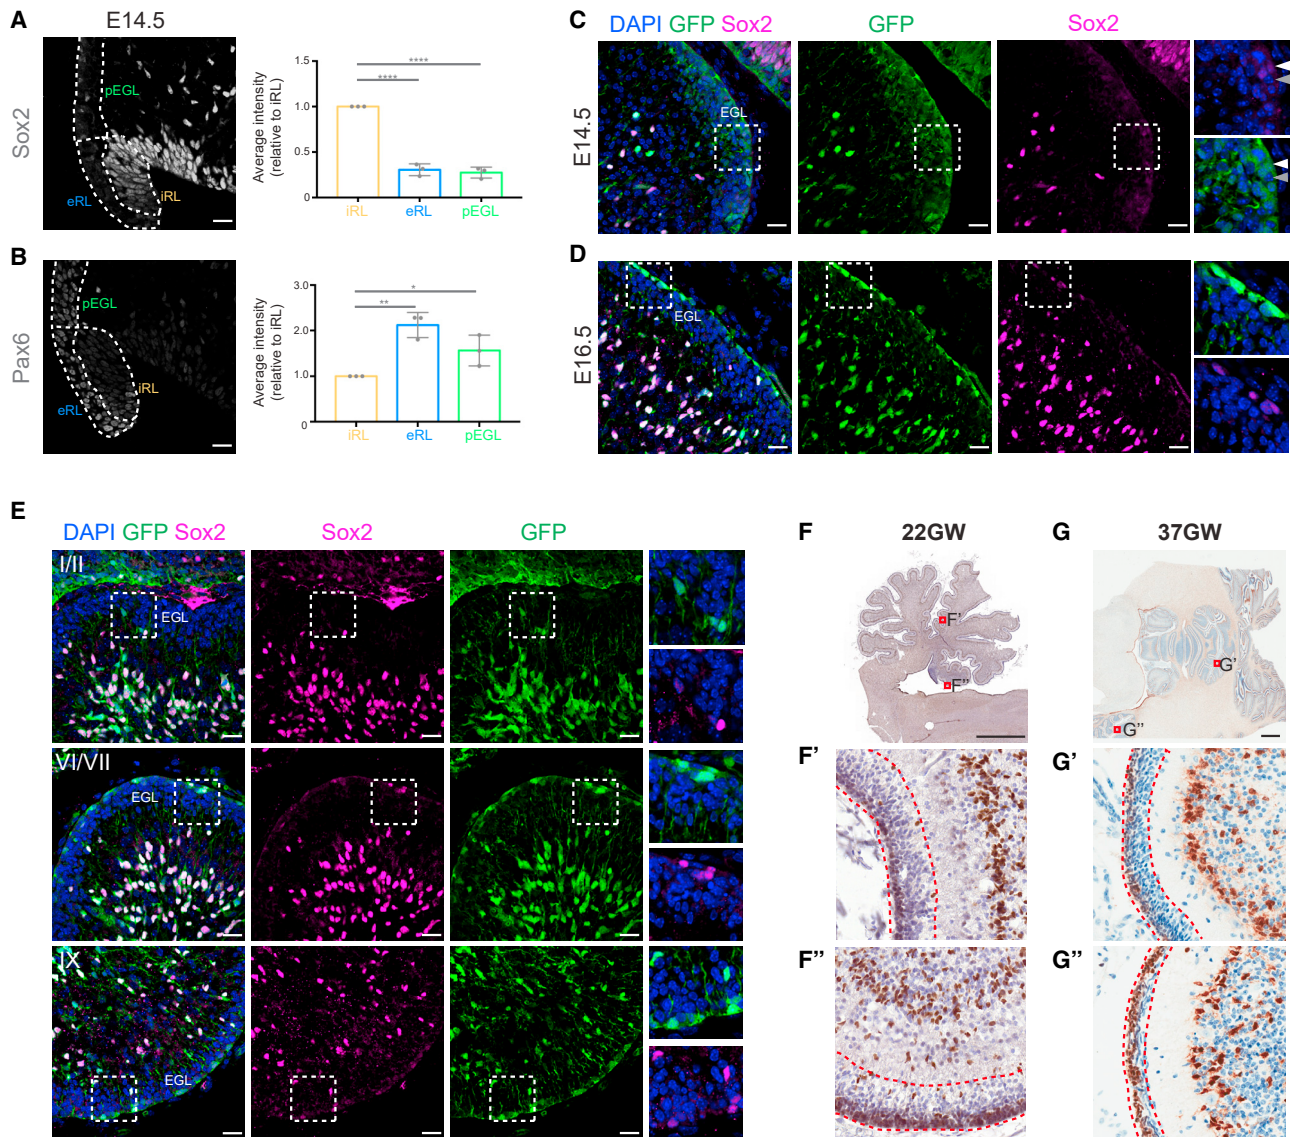 A
E14.5
Sox2
pEGL
eRL
iRL
Average intensity
(relative to iRL)
1.5
1.0
0.5
0
****
****
iRL
eRL
pEGL
B
Pax6
pEGL
eRL
iRL
Average intensity
(relative to iRL)
3.0
2.0
1.0
0
*
**
iRL
eRL
pEGL
C
DAPI GFP Sox2
GFP
Sox2
E14.5
EGL
D
E16.5
EGL
E
DAPI GFP Sox2
Sox2
GFP
I/II
EGL
VI/VII
EGL
IX
EGL
F
22GW
F'
F''
G
37GW
G'
G''
F'
G'
F''
G''